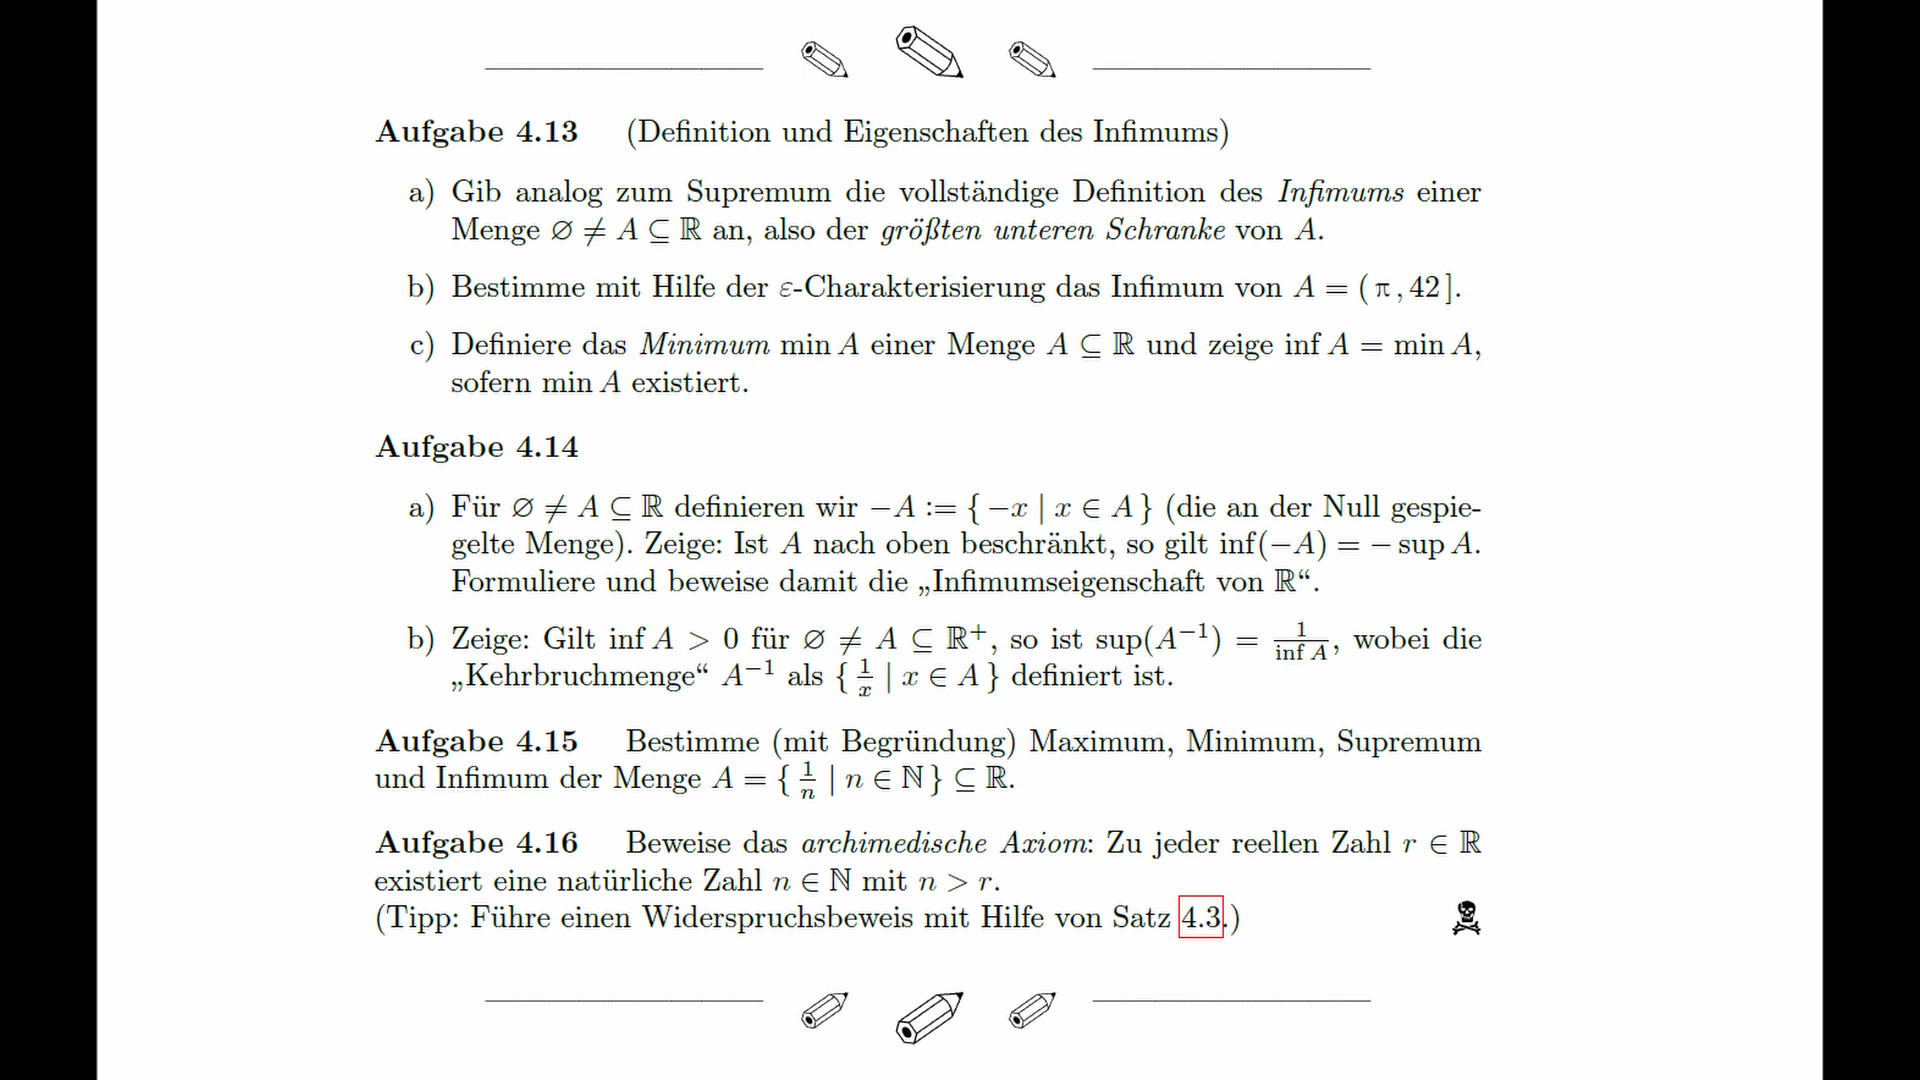 Aufgabe 4.13 (Definition und Eigenschaften des Infimums)
a) Gib analog zum Supremum die vollständige Definition des Infimums einer
Menge ∅ ≠ A ⊆ ℝ an, also der größten unteren Schranke von A.
b) Bestimme mit Hilfe der ε-Charakterisierung das Infimum von A = ( π , 42 ].
c) Definiere das Minimum min A einer Menge A ⊆ ℝ und zeige inf A = min A,
sofern min A existiert.
Aufgabe 4.14
a) Für ∅ ≠ A ⊆ ℝ definieren wir −A := { −x | x ∈ A } (die an der Null gespie-
gelte Menge). Zeige: Ist A nach oben beschränkt, so gilt inf(−A) = − sup A.
Formuliere und beweise damit die „Infimumseigenschaft von ℝ“.
b) Zeige: Gilt inf A > 0 für ∅ ≠ A ⊆ ℝ⁺, so ist sup(A⁻¹) = 1/inf A, wobei die
„Kehrbruchmenge“ A⁻¹ als { 1/x | x ∈ A } definiert ist.
Aufgabe 4.15 Bestimme (mit Begründung) Maximum, Minimum, Supremum
und Infimum der Menge A = { 1/n | n ∈ ℕ } ⊆ ℝ.
Aufgabe 4.16 Beweise das archimedische Axiom: Zu jeder reellen Zahl r ∈ ℝ
existiert eine natürliche Zahl n ∈ ℕ mit n > r.
(Tipp: Führe einen Widerspruchsbeweis mit Hilfe von Satz 4.3.)